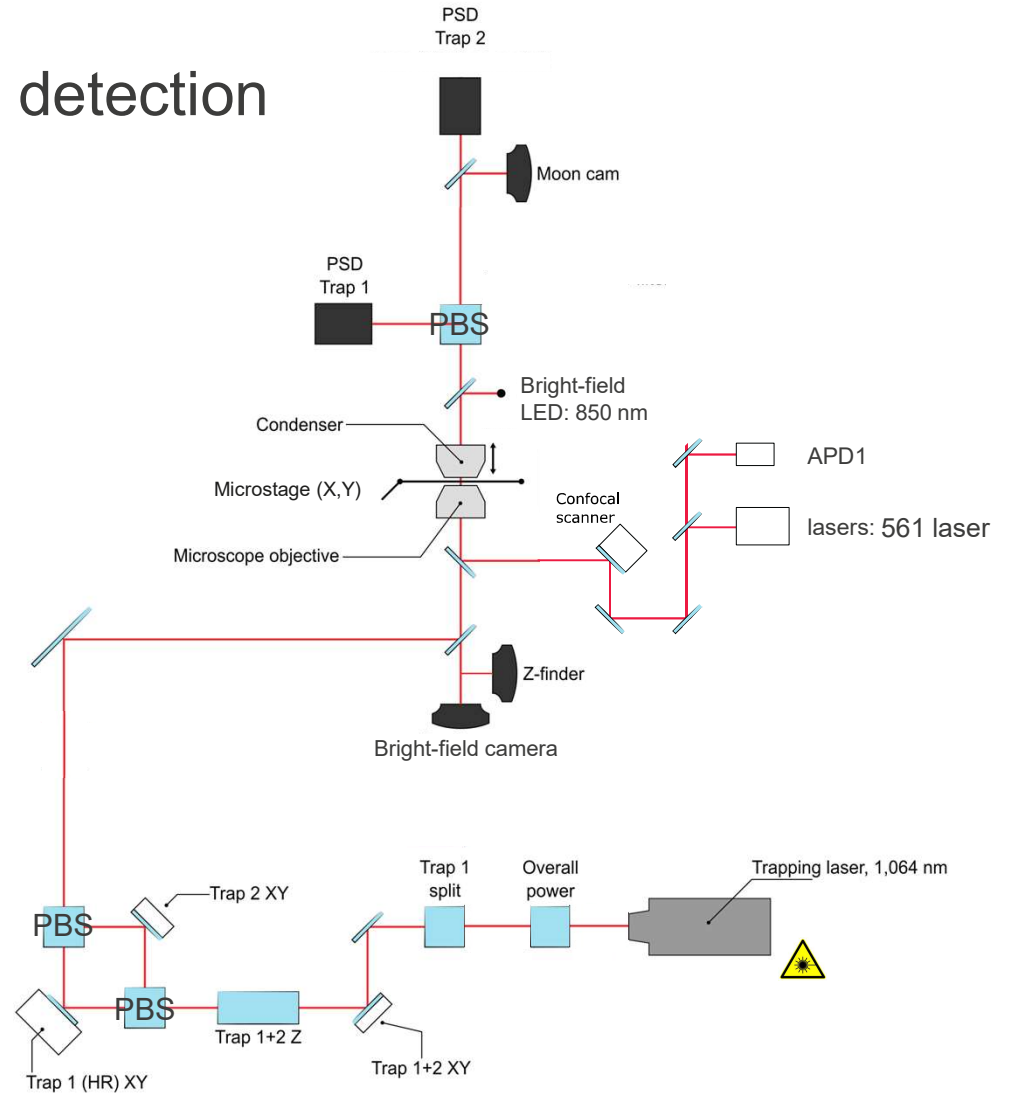 PSD
Trap 2
detection
Moon cam
PSD
Trap 1
PBS
Bright-field
LED: 850 nm
Condenser
Microstage (X,Y)
Confocal
scanner
APD1
lasers: 561 laser
Microscope objective
Z-finder
Bright-field camera
Trap 1
split
Overall
power
Trapping laser, 1,064 nm
Trap 2 XY
PBS
PBS
Trap 1+2 Z
Trap 1+2 XY
Trap 1 (HR) XY